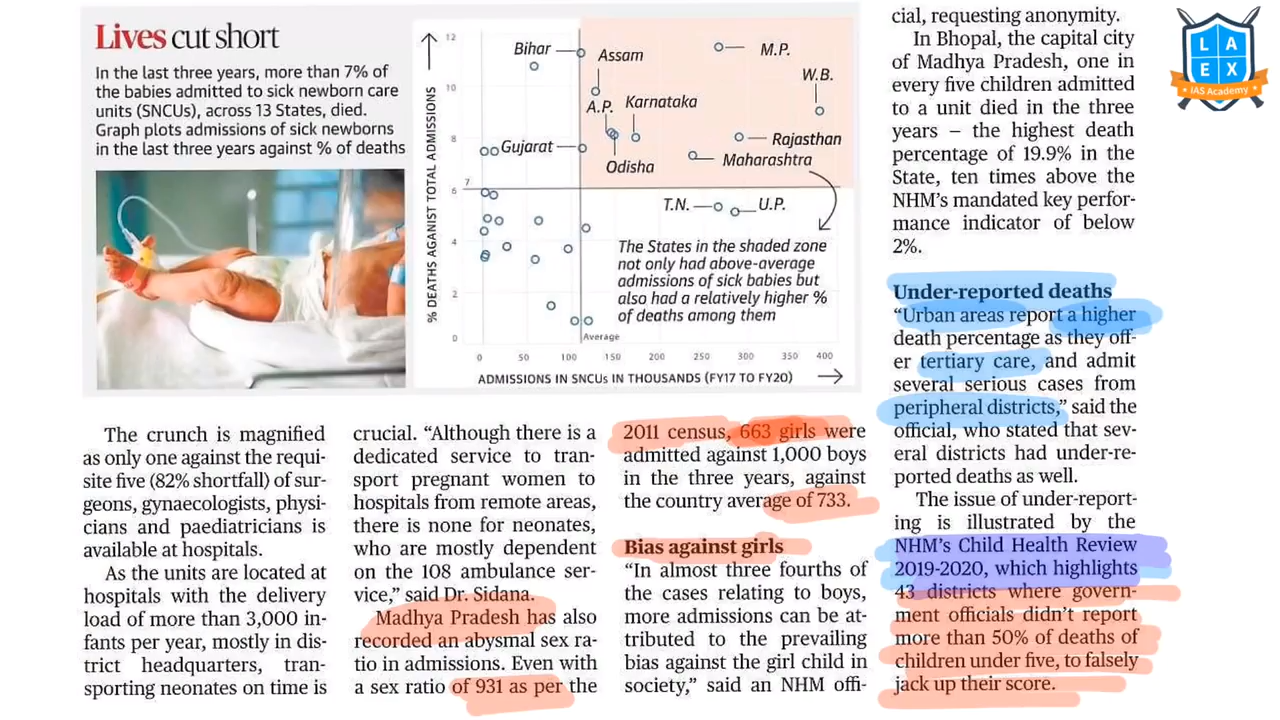 Lives cut short
In the last three years, more than 7% of
the babies admitted to sick newborn care
units (SNCUs), across 13 States, died.
Graph plots admissions of sick newborns
in the last three years against % of deaths
% DEATHS AGANIST TOTAL ADMISSIONS
12
10
8
7
6
4
2
0
Bihar
Assam
M.P.
W.B.
A.P.
Karnataka
Gujarat
Odisha
Rajasthan
Maharashtra
T.N.
U.P.
The States in the shaded zone
not only had above-average
admissions of sick babies but
also had a relatively higher %
of deaths among them
Average
0 50 100 150 200 250 300 350 400
ADMISSIONS IN SNCUs IN THOUSANDS (FY17 TO FY20)
The crunch is magnified
as only one against the requi-
site five (82% shortfall) of sur-
geons, gynaecologists, physi-
cians and paediatricians is
available at hospitals.
As the units are located at
hospitals with the delivery
load of more than 3,000 in-
fants per year, mostly in dis-
trict headquarters, tran-
sporting neonates on time is
crucial. “Although there is a
dedicated service to tran-
sport pregnant women to
hospitals from remote areas,
there is none for neonates,
who are mostly dependent
on the 108 ambulance ser-
vice,” said Dr. Sidana.
Madhya Pradesh has also
recorded an abysmal sex ra-
tio in admissions. Even with
a sex ratio of 931 as per the
2011 census, 663 girls were
admitted against 1,000 boys
in the three years, against
the country average of 733.
Bias against girls
“In almost three fourths of
the cases relating to boys,
more admissions can be at-
tributed to the prevailing
bias against the girl child in
society,” said an NHM offi-
cial, requesting anonymity.
In Bhopal, the capital city
of Madhya Pradesh, one in
every five children admitted
to a unit died in the three
years – the highest death
percentage of 19.9% in the
State, ten times above the
NHM’s mandated key perfor-
mance indicator of below
2%.
Under-reported deaths
“Urban areas report a higher
death percentage as they off-
er tertiary care, and admit
several serious cases from
peripheral districts,” said the
official, who stated that sev-
eral districts had under-re-
ported deaths as well.
The issue of under-report-
ing is illustrated by the
NHM’s Child Health Review
2019-2020, which highlights
43 districts where govern-
ment officials didn’t report
more than 50% of deaths of
children under five, to falsely
jack up their score.
L A
E X
IAS Academy